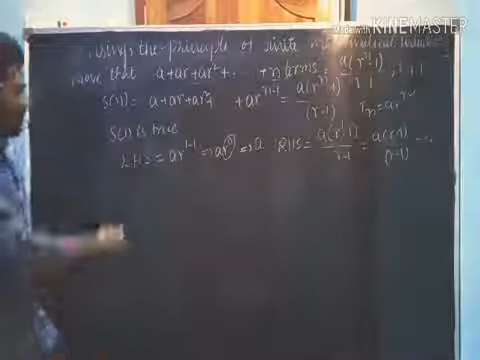 Made with KINEMASTER
using the principle of finite mathematical
prove that a+ar+ar²+... +n terms = a(rⁿ-1)/r-1, r≠1
S(n) = a+ar+ar²+ +arⁿ⁻¹ = a(rⁿ-1)/(r-1) Tn = arⁿ⁻¹
S(1) is true
L.H.S = ar¹⁻¹ ⇒ ar⁰ ⇒ a RHS = a(r¹-1)/r-1 = a(r-1)/(r-1)